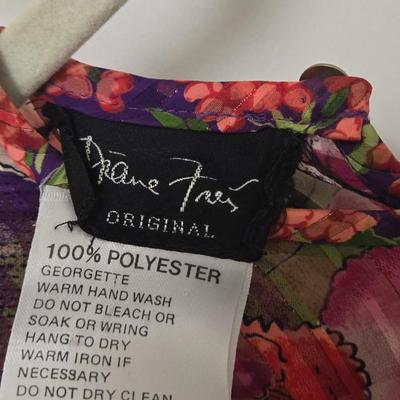 Diane Freis
ORIGINAL
100% POLYESTER
GEORGETTE
WARM HAND WASH
DO NOT BLEACH OR
SOAK OR WRING
HANG TO DRY
WARM IRON IF
NECESSARY
DO NOT DRY CLEAN